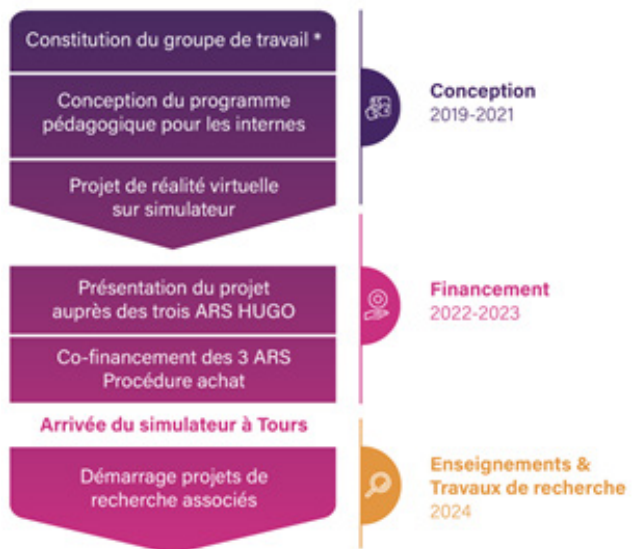 Constitution du groupe de travail *
Conception du programme
pédagogique pour les internes
Projet de réalité virtuelle
sur simulateur
Conception
2019-2021
Présentation du projet
auprès des trois ARS HUGO
Co-financement des 3 ARS
Procédure achat
Financement
2022-2023
Arrivée du simulateur à Tours
Démarrage projets de
recherche associés
Enseignements &
Travaux de recherche
2024